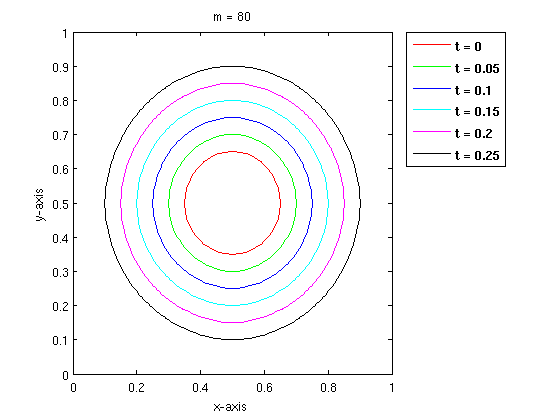 m = 80
t = 0
t = 0.05
t = 0.1
t = 0.15
t = 0.2
t = 0.25
1
0.9
0.8
0.7
0.6
0.5
0.4
0.3
0.2
0.1
0
y-axis
0 0.2 0.4 0.6 0.8 1
x-axis